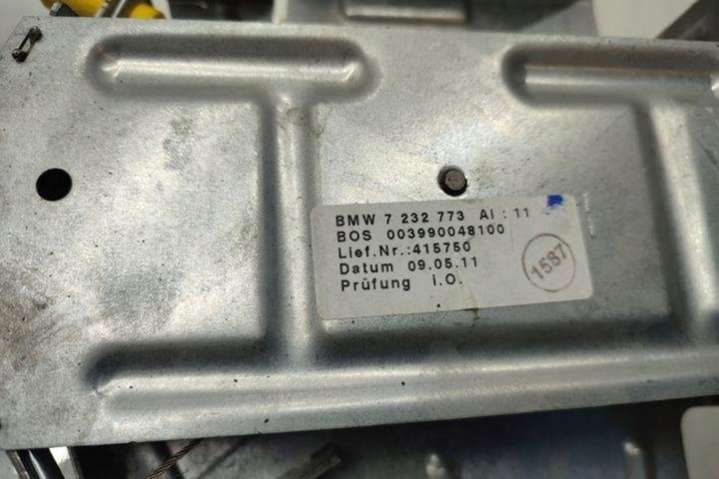 BMW 7 232 773 AI : 11
BOS 003990048100
Lief.Nr.:415750
Datum 09.05.11
Prüfung i.O.
1587